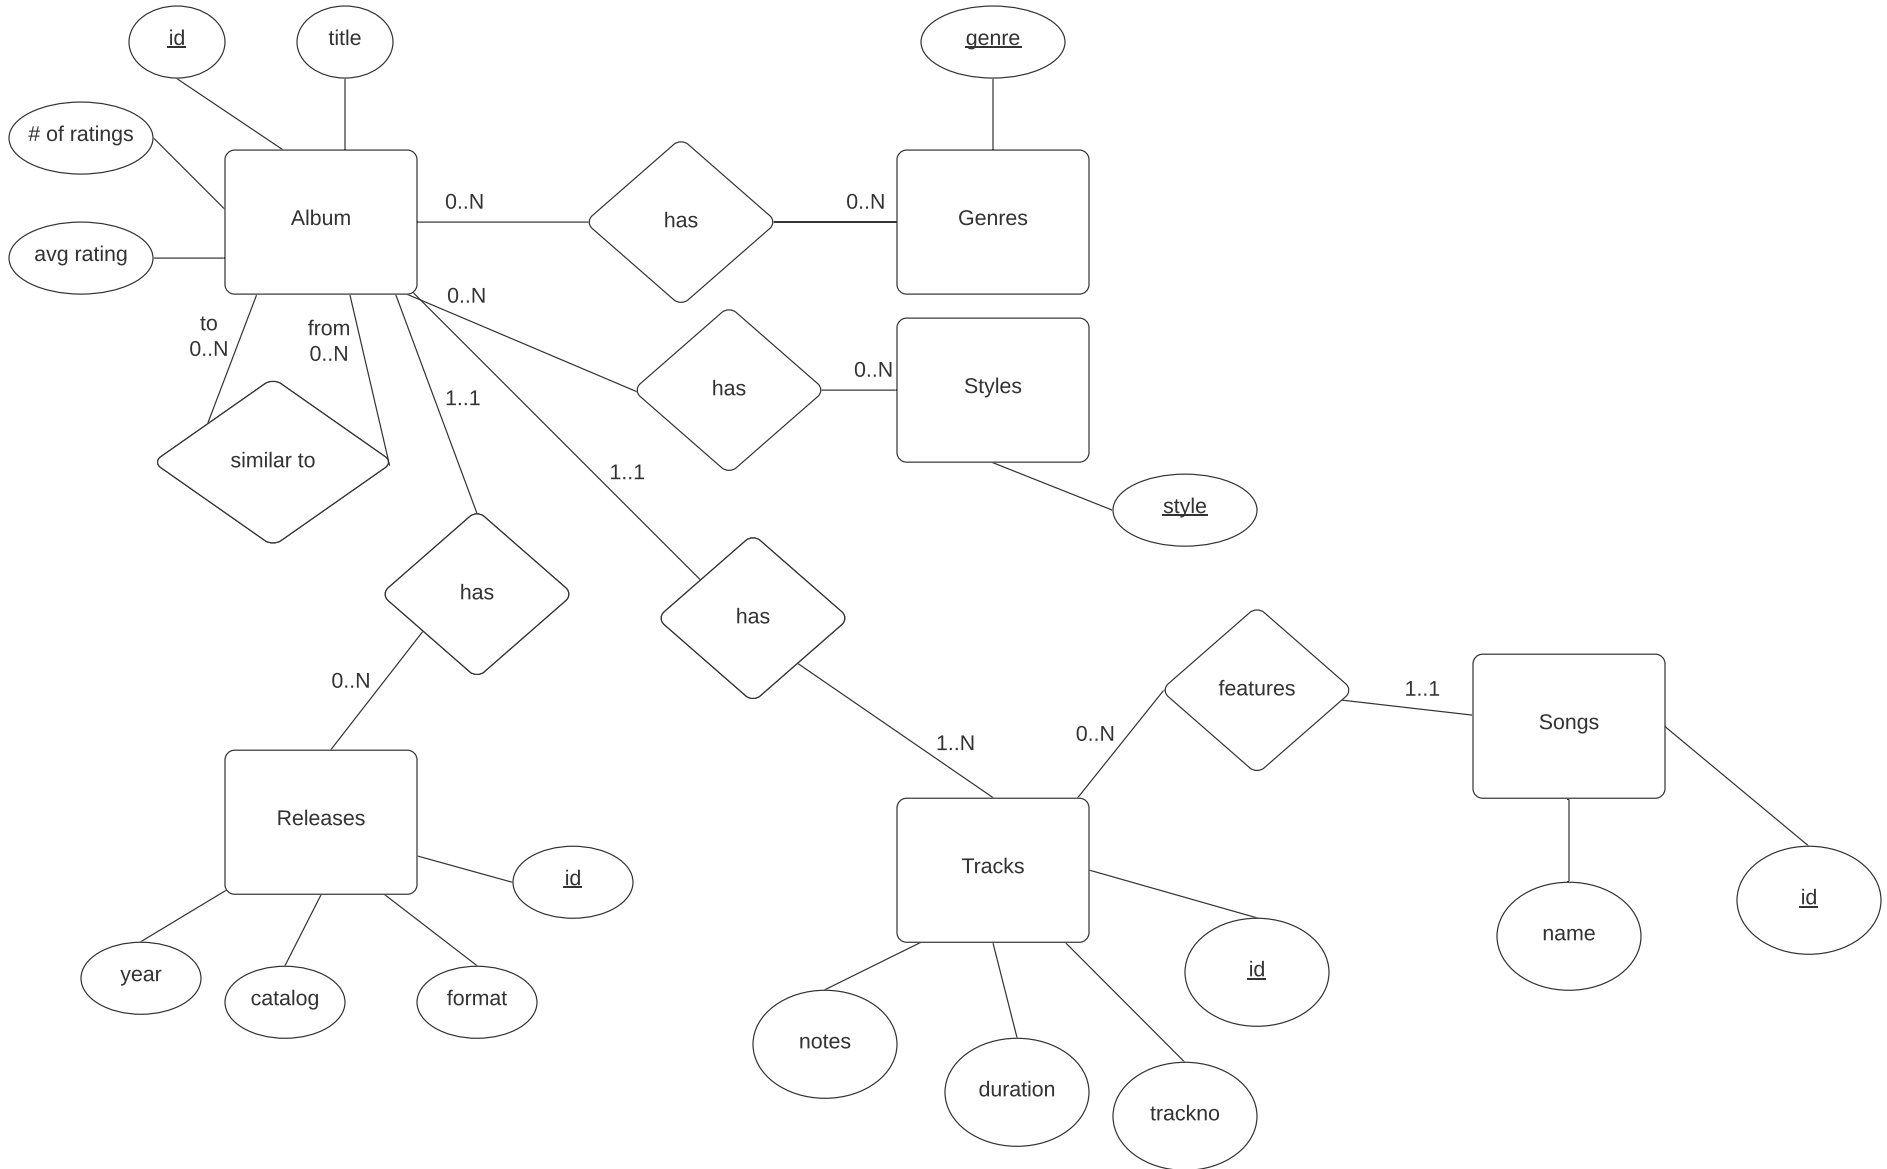 id
title
genre
# of ratings
Album
0..N
has
0..N
Genres
avg rating
to
0..N
from
0..N
0..N
has
0..N
Styles
1..1
similar to
1..1
style
has
has
0..N
features
1..1
Songs
0..N
1..N
Releases
Tracks
id
name
id
year
catalog
format
id
notes
duration
trackno